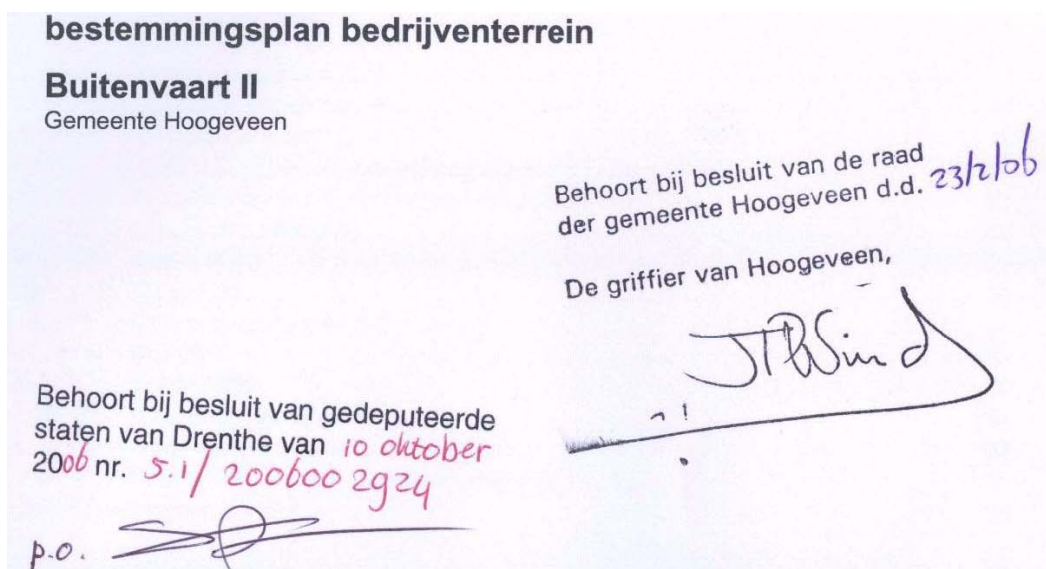 bestemmingsplan bedrijventerrein
Buitenvaart II
Gemeente Hoogeveen
Behoort bij besluit van de raad
der gemeente Hoogeveen d.d. 23/2/06
De griffier van Hoogeveen,
Behoort bij besluit van gedeputeerde
staten van Drenthe van 10 oktober
2006 nr. 5.1/2006002924
p.o.